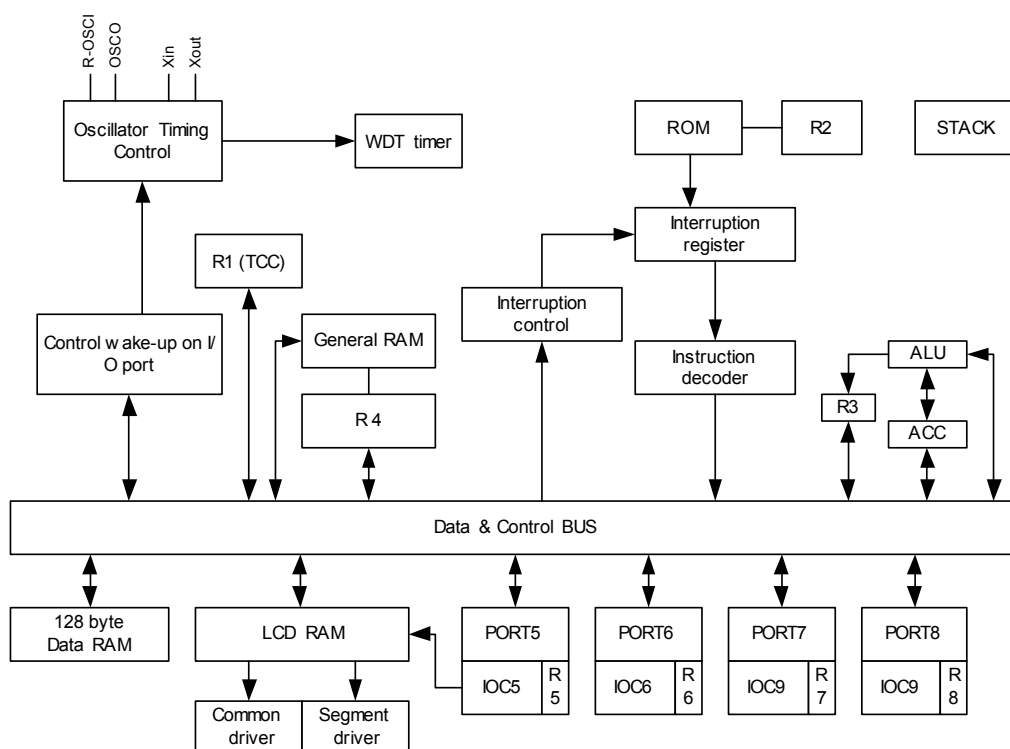 R-OSCI
OSCO
Xin
Xout
Oscillator Timing
Control
WDT timer
ROM
R2
STACK
Interruption
register
R1 (TCC)
Interruption
control
Control wake-up on I/
O port
General RAM
Instruction
decoder
ALU
R3
R 4
ACC
Data & Control BUS
128 byte
Data RAM
LCD RAM
PORT5
PORT6
PORT7
PORT8
IOC5
R
5
IOC6
R
6
IOC9
R
7
IOC9
R
8
Common
driver
Segment
driver